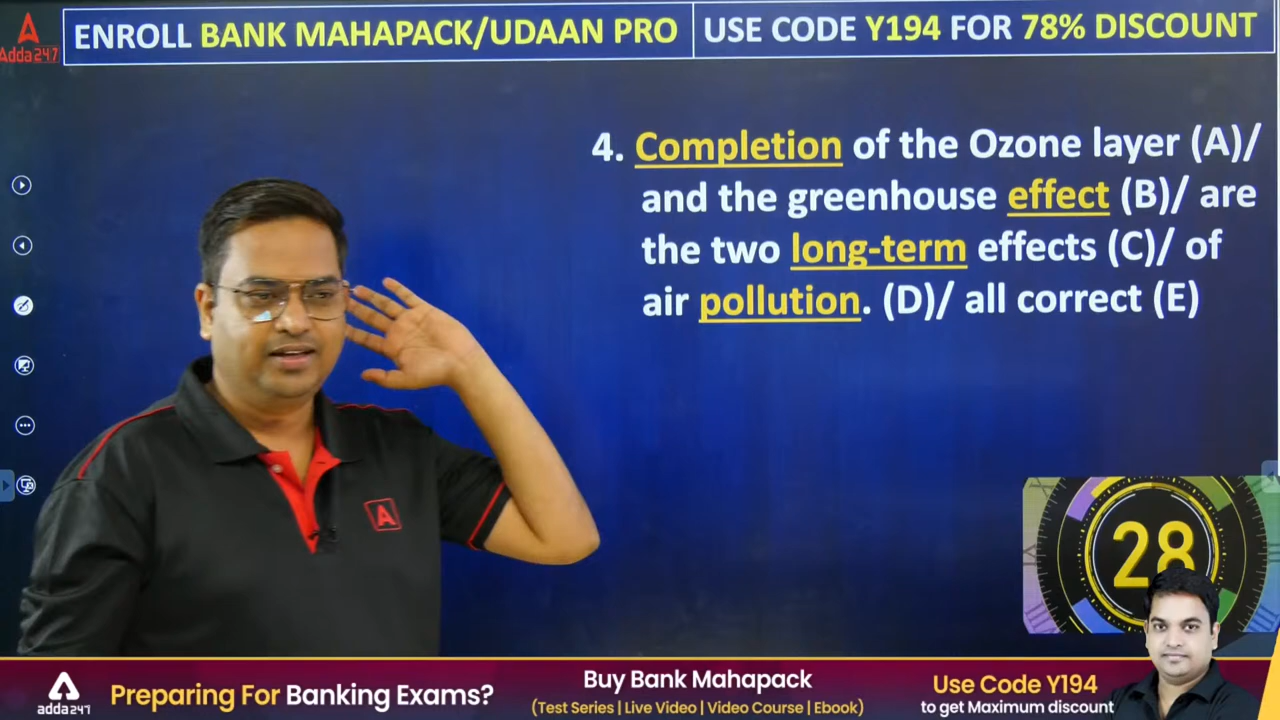 ENROLL BANK MAHAPACK/UDAAN PRO
USE CODE Y194 FOR 78% DISCOUNT
Adda247
4. Completion of the Ozone layer (A)/
and the greenhouse effect (B)/ are
the two long-term effects (C)/ of
air pollution. (D)/ all correct (E)
A
28
adda247
Preparing For Banking Exams?
Buy Bank Mahapack
(Test Series | Live Video | Video Course | Ebook)
Use Code Y194
to get Maximum discount